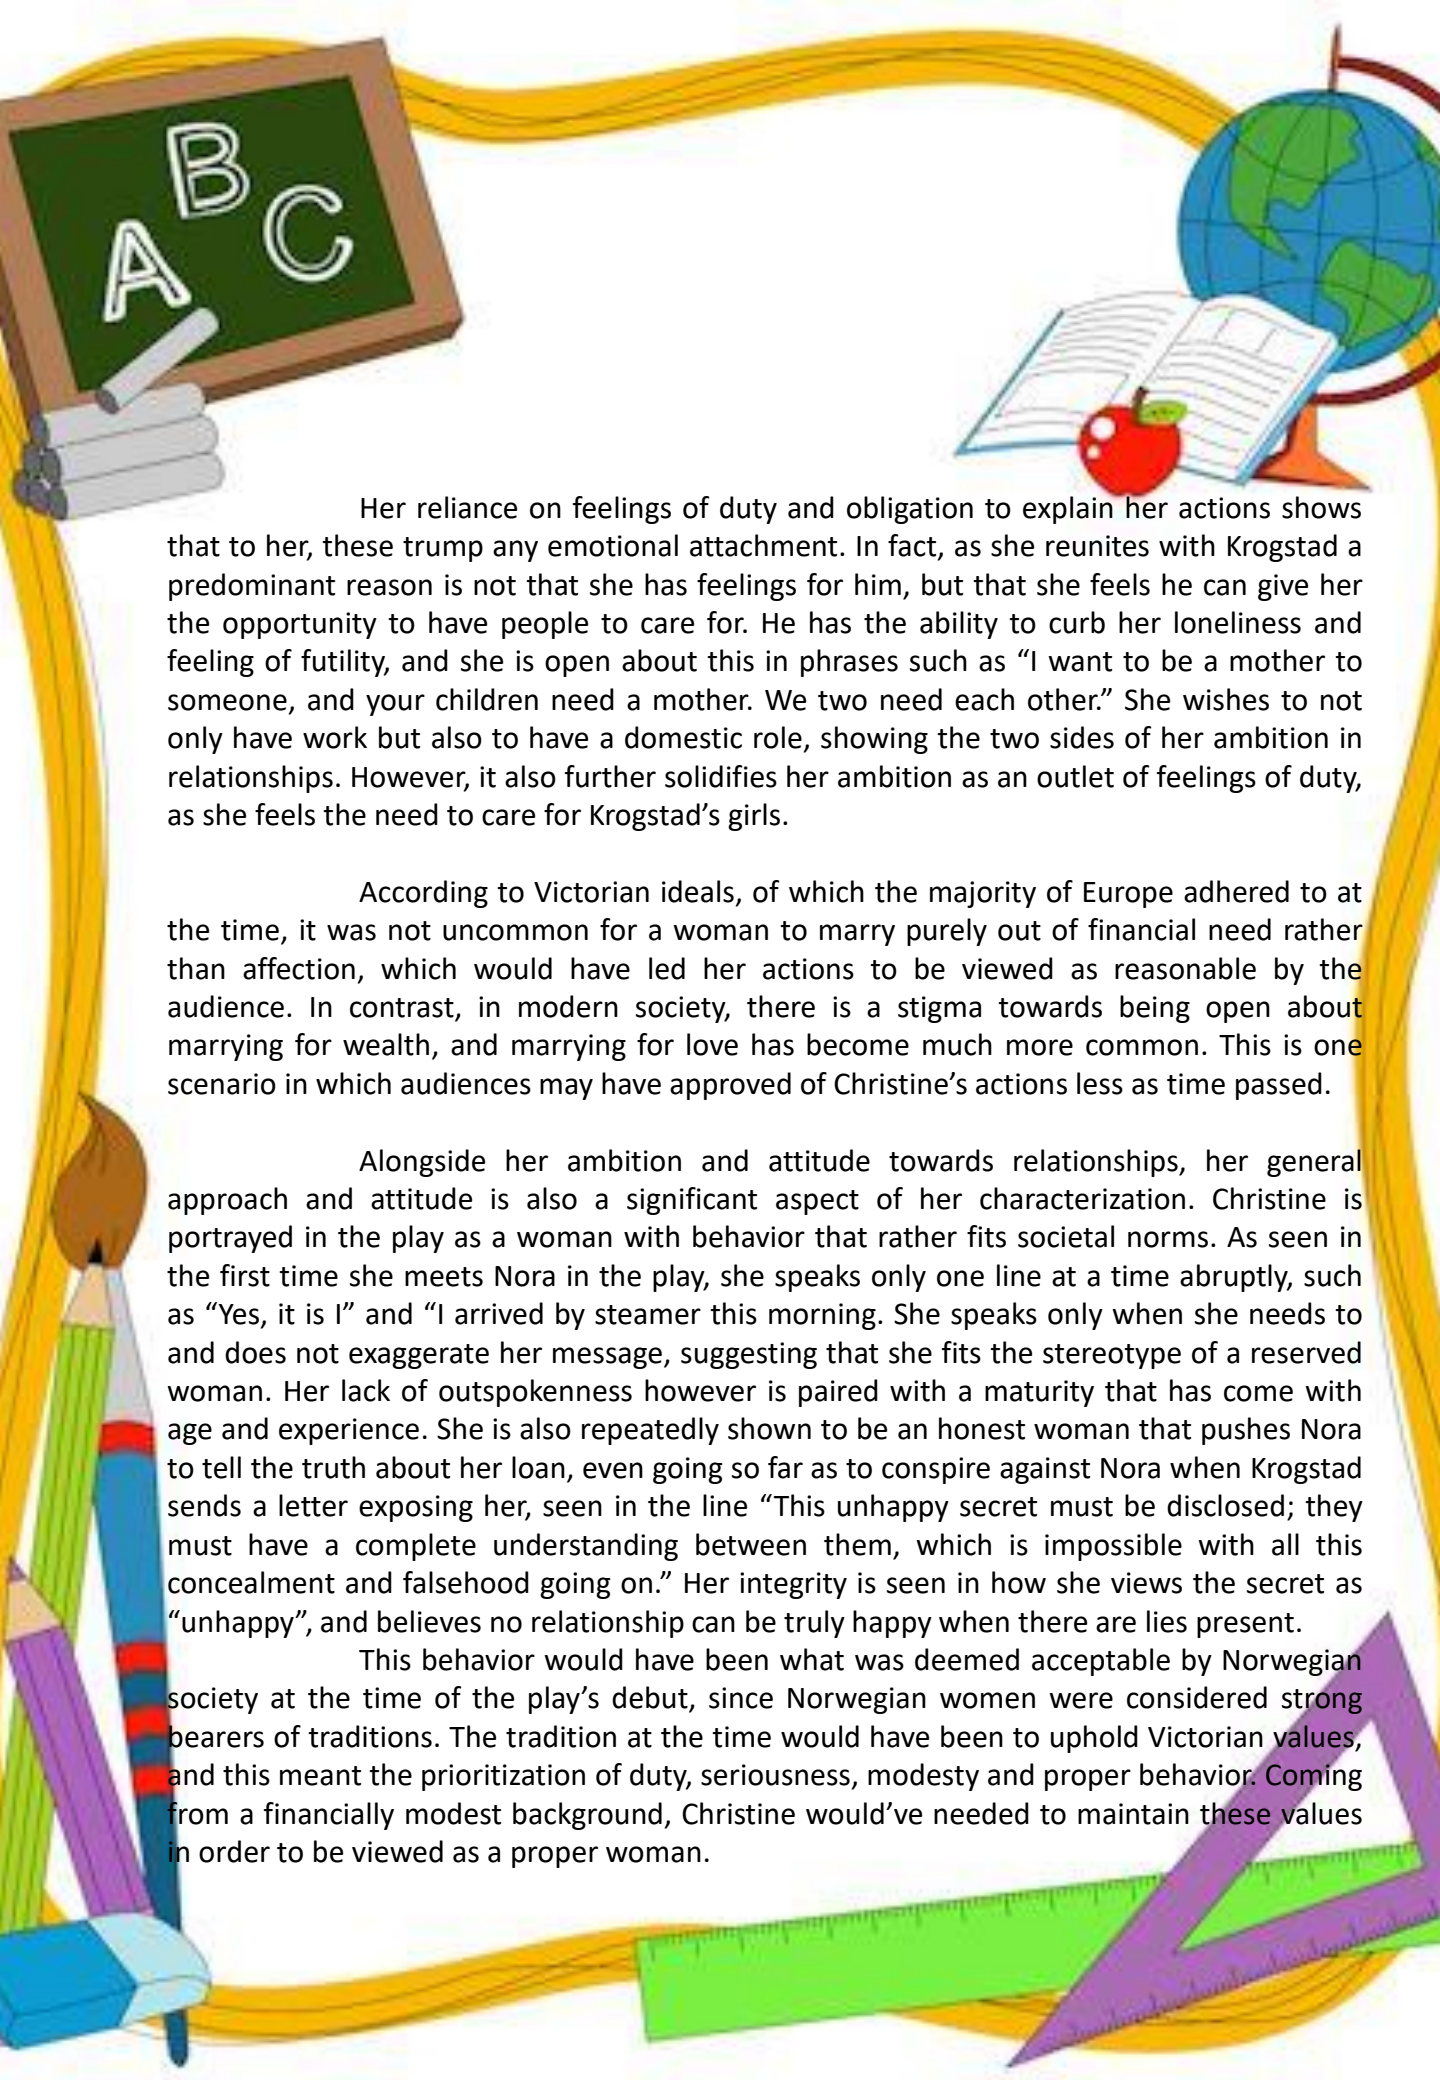 B
A C
Her reliance on feelings of duty and obligation to explain her actions shows
that to her, these trump any emotional attachment. In fact, as she reunites with Krogstad a
predominant reason is not that she has feelings for him, but that she feels he can give her
the opportunity to have people to care for. He has the ability to curb her loneliness and
feeling of futility, and she is open about this in phrases such as “I want to be a mother to
someone, and your children need a mother. We two need each other.” She wishes to not
only have work but also to have a domestic role, showing the two sides of her ambition in
relationships. However, it also further solidifies her ambition as an outlet of feelings of duty,
as she feels the need to care for Krogstad’s girls.
According to Victorian ideals, of which the majority of Europe adhered to at
the time, it was not uncommon for a woman to marry purely out of financial need rather
than affection, which would have led her actions to be viewed as reasonable by the
audience. In contrast, in modern society, there is a stigma towards being open about
marrying for wealth, and marrying for love has become much more common. This is one
scenario in which audiences may have approved of Christine’s actions less as time passed.
Alongside her ambition and attitude towards relationships, her general
approach and attitude is also a significant aspect of her characterization. Christine is
portrayed in the play as a woman with behavior that rather fits societal norms. As seen in
the first time she meets Nora in the play, she speaks only one line at a time abruptly, such
as “Yes, it is I” and “I arrived by steamer this morning. She speaks only when she needs to
and does not exaggerate her message, suggesting that she fits the stereotype of a reserved
woman. Her lack of outspokenness however is paired with a maturity that has come with
age and experience. She is also repeatedly shown to be an honest woman that pushes Nora
to tell the truth about her loan, even going so far as to conspire against Nora when Krogstad
sends a letter exposing her, seen in the line “This unhappy secret must be disclosed; they
must have a complete understanding between them, which is impossible with all this
concealment and falsehood going on.” Her integrity is seen in how she views the secret as
“unhappy”, and believes no relationship can be truly happy when there are lies present.
This behavior would have been what was deemed acceptable by Norwegian
society at the time of the play’s debut, since Norwegian women were considered strong
bearers of traditions. The tradition at the time would have been to uphold Victorian values,
and this meant the prioritization of duty, seriousness, modesty and proper behavior. Coming
from a financially modest background, Christine would’ve needed to maintain these values
in order to be viewed as a proper woman.